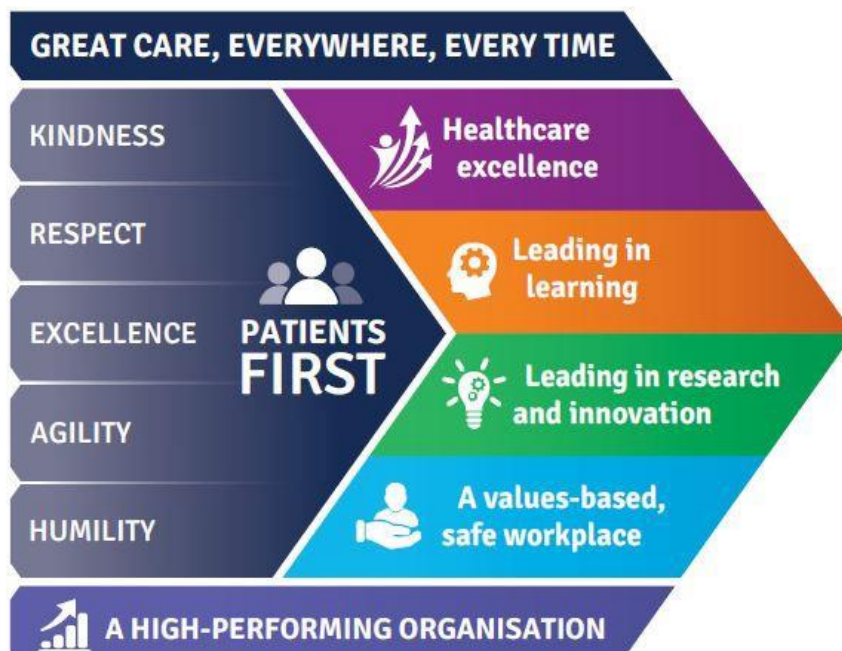 GREAT CARE, EVERYWHERE, EVERY TIME
KINDNESS
RESPECT
EXCELLENCE
AGILITY
HUMILITY
PATIENTS
FIRST
Healthcare
excellence
Leading in
learning
Leading in research
and innovation
A values-based,
safe workplace
A HIGH-PERFORMING ORGANISATION